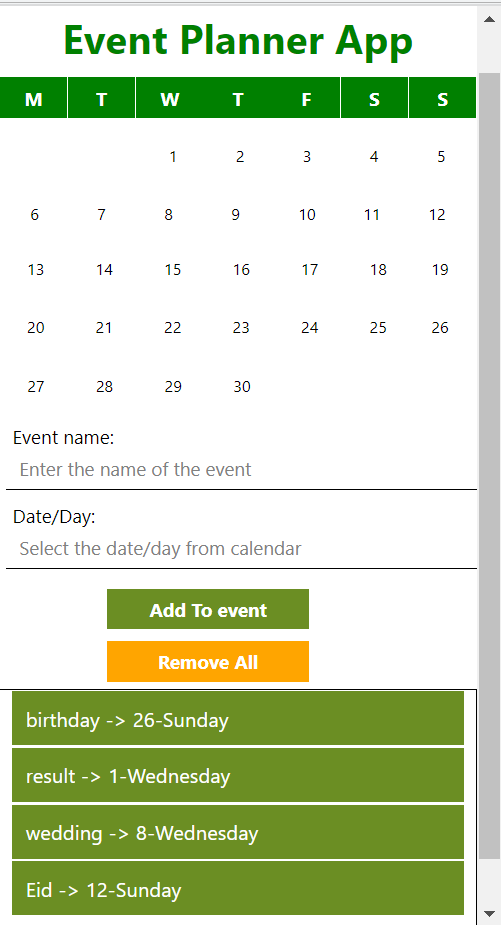 Event Planner App
M T W T F S S
1 2 3 4 5
6 7 8 9 10 11 12
13 14 15 16 17 18 19
20 21 22 23 24 25 26
27 28 29 30
Event name:
Enter the name of the event
Date/Day:
Select the date/day from calendar
Add To event
Remove All
birthday -> 26-Sunday
result -> 1-Wednesday
wedding -> 8-Wednesday
Eid -> 12-Sunday